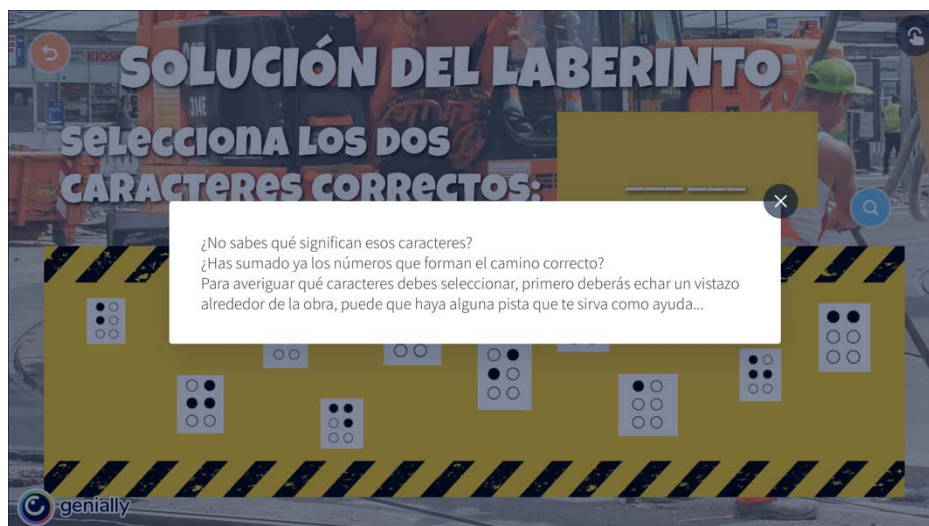 KIOSK
314E
SOLUCIÓN DEL LABERINTO
SELECCIONA LOS DOS
CARACTERES CORRECTOS:
¿No sabes qué significan esos caracteres?
¿Has sumado ya los números que forman el camino correcto?
Para averiguar qué caracteres debes seleccionar, primero deberás echar un vistazo
alrededor de la obra, puede que haya alguna pista que te sirva como ayuda...
genially